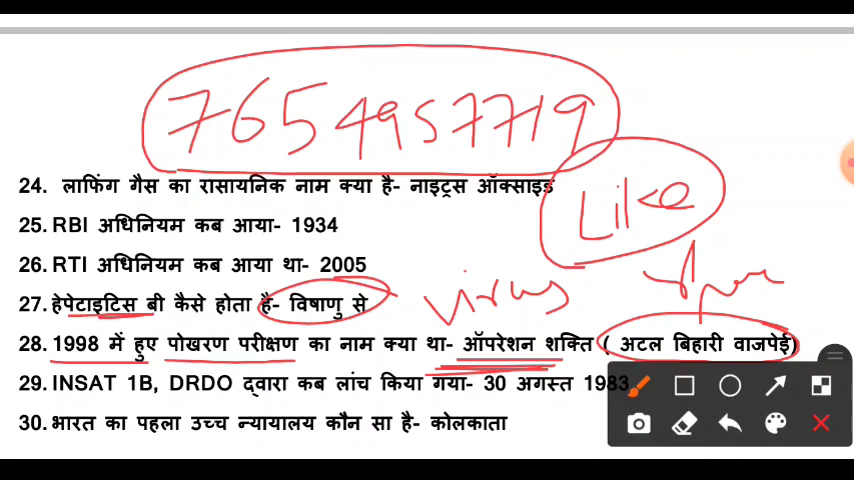 7654957719
24. लाफिंग गैस का रासायनिक नाम क्या है- नाइट्रस ऑक्साइड
Like
25. RBI अधिनियम कब आया- 1934
26. RTI अधिनियम कब आया था- 2005
27. हेपेटाइटिस बी कैसे होता है- विषाणु से virus
28. 1998 में हुए पोखरण परीक्षण का नाम क्या था- ऑपरेशन शक्ति ( अटल बिहारी वाजपेई)
29. INSAT 1B, DRDO द्वारा कब लांच किया गया- 30 अगस्त 1983
30. भारत का पहला उच्च न्यायालय कौन सा है- कोलकाता